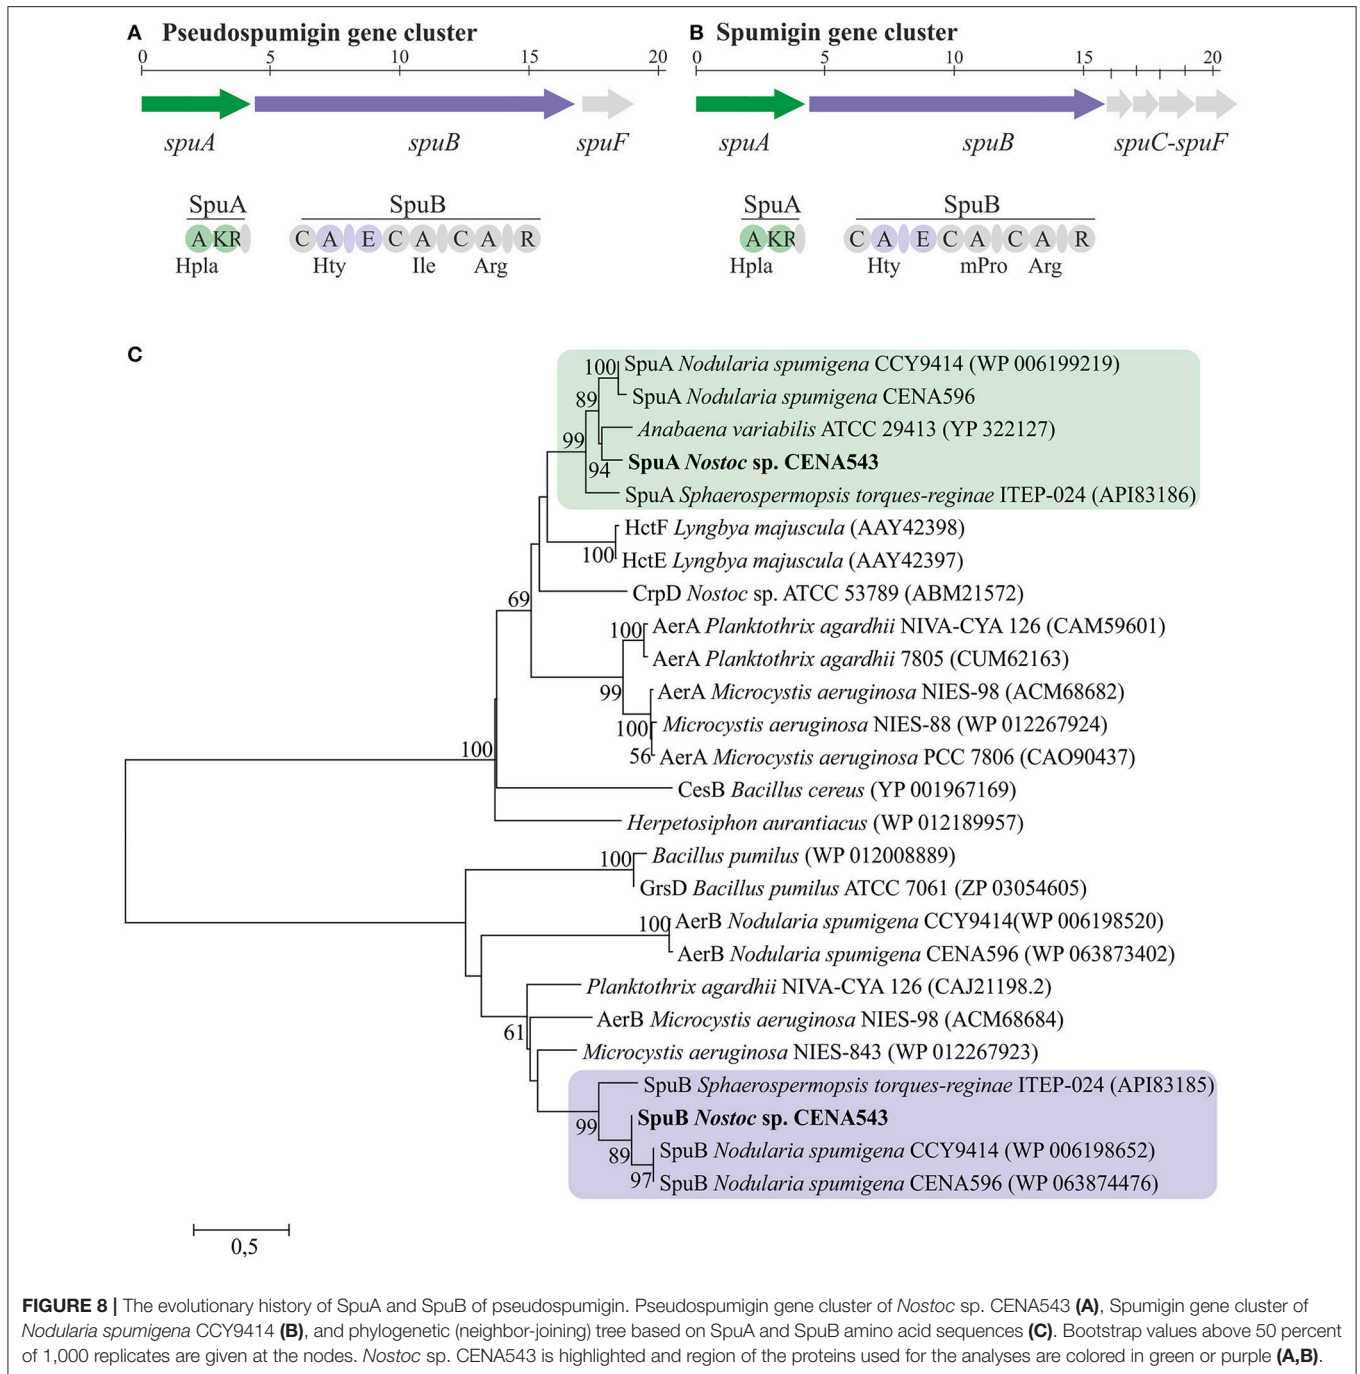 A Pseudospumigin gene cluster
0 5 10 15 20
spuA spuB spuF
SpuA SpuB
A KR C A E C A C A R
Hpla Hty Ile Arg
B Spumigin gene cluster
0 5 10 15 20
spuA spuB spuC-spuF
SpuA SpuB
A KR C A E C A C A R
Hpla Hty mPro Arg
C
100 SpuA Nodularia spumigena CCY9414 (WP 006199219)
SpuA Nodularia spumigena CENA596
89
Anabaena variabilis ATCC 29413 (YP 322127)
99
SpuA Nostoc sp. CENA543
94
SpuA Sphaerospermopsis torques-reginae ITEP-024 (API83186)
HctF Lyngbya majuscula (AAY42398)
100
HctE Lyngbya majuscula (AAY42397)
CrpD Nostoc sp. ATCC 53789 (ABM21572)
69
AerA Planktothrix agardhii NIVA-CYA 126 (CAM59601)
100
AerA Planktothrix agardhii 7805 (CUM62163)
99
AerA Microcystis aeruginosa NIES-98 (ACM68682)
Microcystis aeruginosa NIES-88 (WP 012267924)
100
56 AerA Microcystis aeruginosa PCC 7806 (CAO90437)
100
CesB Bacillus cereus (YP 001967169)
Herpetosiphon aurantiacus (WP 012189957)
100 Bacillus pumilus (WP 012008889)
GrsD Bacillus pumilus ATCC 7061 (ZP 03054605)
100 AerB Nodularia spumigena CCY9414(WP 006198520)
AerB Nodularia spumigena CENA596 (WP 063873402)
Planktothrix agardhii NIVA-CYA 126 (CAJ21198.2)
AerB Microcystis aeruginosa NIES-98 (ACM68684)
61
Microcystis aeruginosa NIES-843 (WP 012267923)
SpuB Sphaerospermopsis torques-reginae ITEP-024 (API83185)
SpuB Nostoc sp. CENA543
99
SpuB Nodularia spumigena CCY9414 (WP 006198652)
89
97 SpuB Nodularia spumigena CENA596 (WP 063874476)
0,5
FIGURE 8 | The evolutionary history of SpuA and SpuB of pseudospumigin. Pseudospumigin gene cluster of Nostoc sp. CENA543 (A), Spumigin gene cluster of
Nodularia spumigena CCY9414 (B), and phylogenetic (neighbor-joining) tree based on SpuA and SpuB amino acid sequences (C). Bootstrap values above 50 percent
of 1,000 replicates are given at the nodes. Nostoc sp. CENA543 is highlighted and region of the proteins used for the analyses are colored in green or purple (A,B).